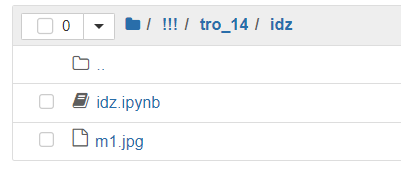 0 / !!! / tro_14 / idz
..
idz.ipynb
m1.jpg